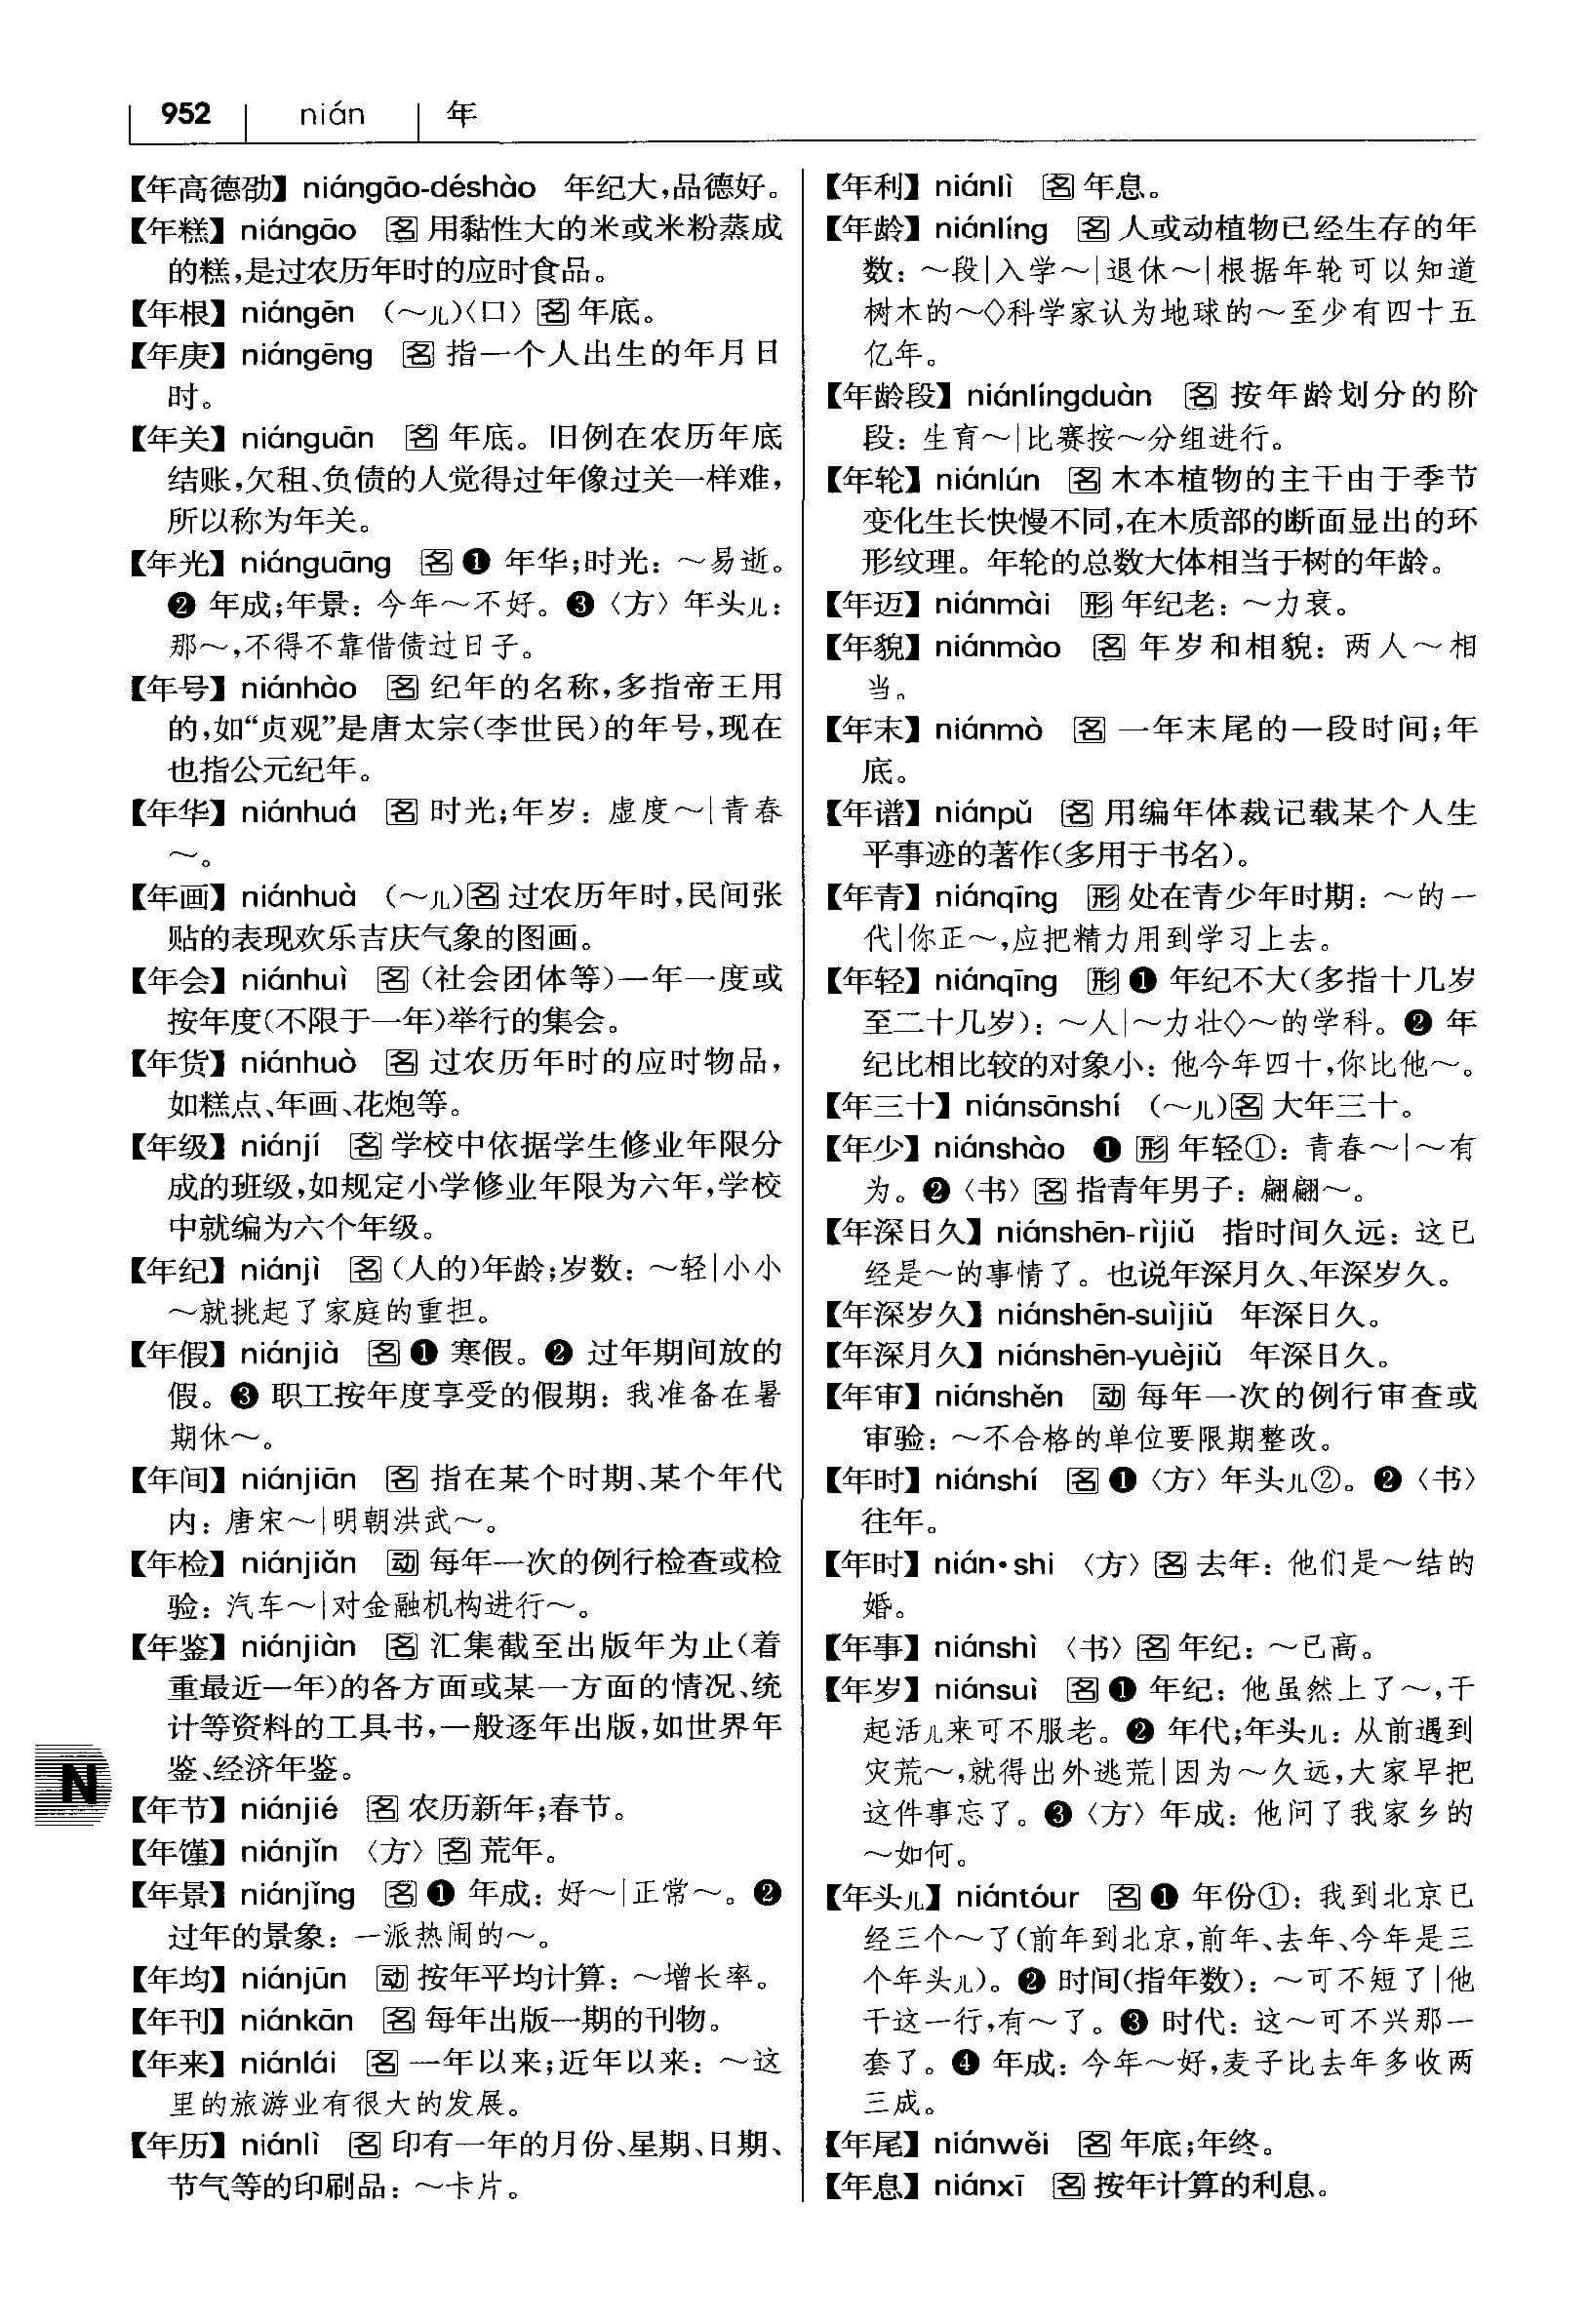 952 nián 年
【年高德劭】 niángāo-déshào 年纪大,品德好。
【年糕】 niángāo 名 用黏性大的米或米粉蒸成
的糕,是过农历年时的应时食品。
【年根】 niángēn (～儿)〈口〉 名 年底。
【年庚】 niángēng 名 指一个人出生的年月日
时。
【年关】 niánguān 名 年底。旧例在农历年底
结账,欠租、负债的人觉得过年像过关一样难,
所以称为年关。
【年光】 niánguāng 名 ❶ 年华;时光：～易逝。
❷ 年成;年景：今年～不好。❸〈方〉年头儿：
那～,不得不靠借债过日子。
【年号】 niánhào 名 纪年的名称,多指帝王用
的,如“贞观”是唐太宗(李世民)的年号,现在
也指公元纪年。
【年华】 niánhuá 名 时光;年岁：虚度～|青春
～。
【年画】 niánhuà (～儿)名 过农历年时,民间张
贴的表现欢乐吉庆气象的图画。
【年会】 niánhuì 名 (社会团体等)一年一度或
按年度(不限于一年)举行的集会。
【年货】 niánhuò 名 过农历年时的应时物品,
如糕点、年画、花炮等。
【年级】 niánjí 名 学校中依据学生修业年限分
成的班级,如规定小学修业年限为六年,学校
中就编为六个年级。
【年纪】 niánjì 名 (人的)年龄;岁数：～轻|小小
～就挑起了家庭的重担。
【年假】 niánjià 名 ❶ 寒假。❷ 过年期间放的
假。❸ 职工按年度享受的假期：我准备在暑
期休～。
【年间】 niánjiān 名 指在某个时期、某个年代
内：唐宋～|明朝洪武～。
【年检】 niánjiǎn 动 每年一次的例行检查或检
验：汽车～|对金融机构进行～。
【年鉴】 niánjiàn 名 汇集截至出版年为止(着
重最近一年)的各方面或某一方面的情况、统
计等资料的工具书,一般逐年出版,如世界年
鉴、经济年鉴。
N
【年节】 niánjié 名 农历新年;春节。
【年馑】 niánjǐn 〈方〉 名 荒年。
【年景】 niánjǐng 名 ❶ 年成：好～|正常～。❷
过年的景象：一派热闹的～。
【年均】 niánjūn 动 按年平均计算：～增长率。
【年刊】 niánkān 名 每年出版一期的刊物。
【年来】 niánlái 名 一年以来;近年以来：～这
里的旅游业有很大的发展。
【年历】 niánlì 名 印有一年的月份、星期、日期、
节气等的印刷品：～卡片。
【年利】 niánlì 名 年息。
【年龄】 niánlíng 名 人或动植物已经生存的年
数：～段|入学～|退休～|根据年轮可以知道
树木的～◇科学家认为地球的～至少有四十五
亿年。
【年龄段】 niánlíngduàn 名 按年龄划分的阶
段：生育～|比赛按～分组进行。
【年轮】 niánlún 名 木本植物的主干由于季节
变化生长快慢不同,在木质部的断面显出的环
形纹理。年轮的总数大体相当于树的年龄。
【年迈】 niánmài 形 年纪老：～力衰。
【年貌】 niánmào 名 年岁和相貌：两人～相
当。
【年末】 niánmò 名 一年末尾的一段时间;年
底。
【年谱】 niánpǔ 名 用编年体裁记载某个人生
平事迹的著作(多用于书名)。
【年青】 niánqīng 形 处在青少年时期：～的一
代|你正～,应把精力用到学习上去。
【年轻】 niánqīng 形 ❶ 年纪不大(多指十几岁
至二十几岁)：～人|～力壮◇～的学科。❷ 年
纪比相比较的对象小：他今年四十,你比他～。
【年三十】 niánsānshí (～儿)名 大年三十。
【年少】 niánshào ❶ 形 年轻①：青春～|～有
为。❷〈书〉名 指青年男子：翩翩～。
【年深日久】 niánshēn-rìjiǔ 指时间久远：这已
经是～的事情了。也说年深月久、年深岁久。
【年深岁久】 niánshēn-suìjiǔ 年深日久。
【年深月久】 niánshēn-yuèjiǔ 年深日久。
【年审】 niánshěn 动 每年一次的例行审查或
审验：～不合格的单位要限期整改。
【年时】 niánshí 名 ❶〈方〉年头儿②。❷〈书〉
往年。
【年时】 nián•shi 〈方〉名 去年：他们是～结的
婚。
【年事】 niánshì 〈书〉名 年纪：～已高。
【年岁】 niánsuì 名 ❶ 年纪：他虽然上了～,干
起活儿来可不服老。❷ 年代;年头儿：从前遇到
灾荒～,就得出外逃荒|因为～久远,大家早把
这件事忘了。❸〈方〉年成：他问了我家乡的
～如何。
【年头儿】 niántóur 名 ❶ 年份①：我到北京已
经三个～了(前年到北京,前年、去年、今年是三
个年头儿)。❷ 时间(指年数)：～可不短了|他
干这一行,有～了。❸ 时代：这～可不兴那一
套了。❹ 年成：今年～好,麦子比去年多收两
三成。
【年尾】 niánwěi 名 年底;年终。
【年息】 niánxī 名 按年计算的利息。